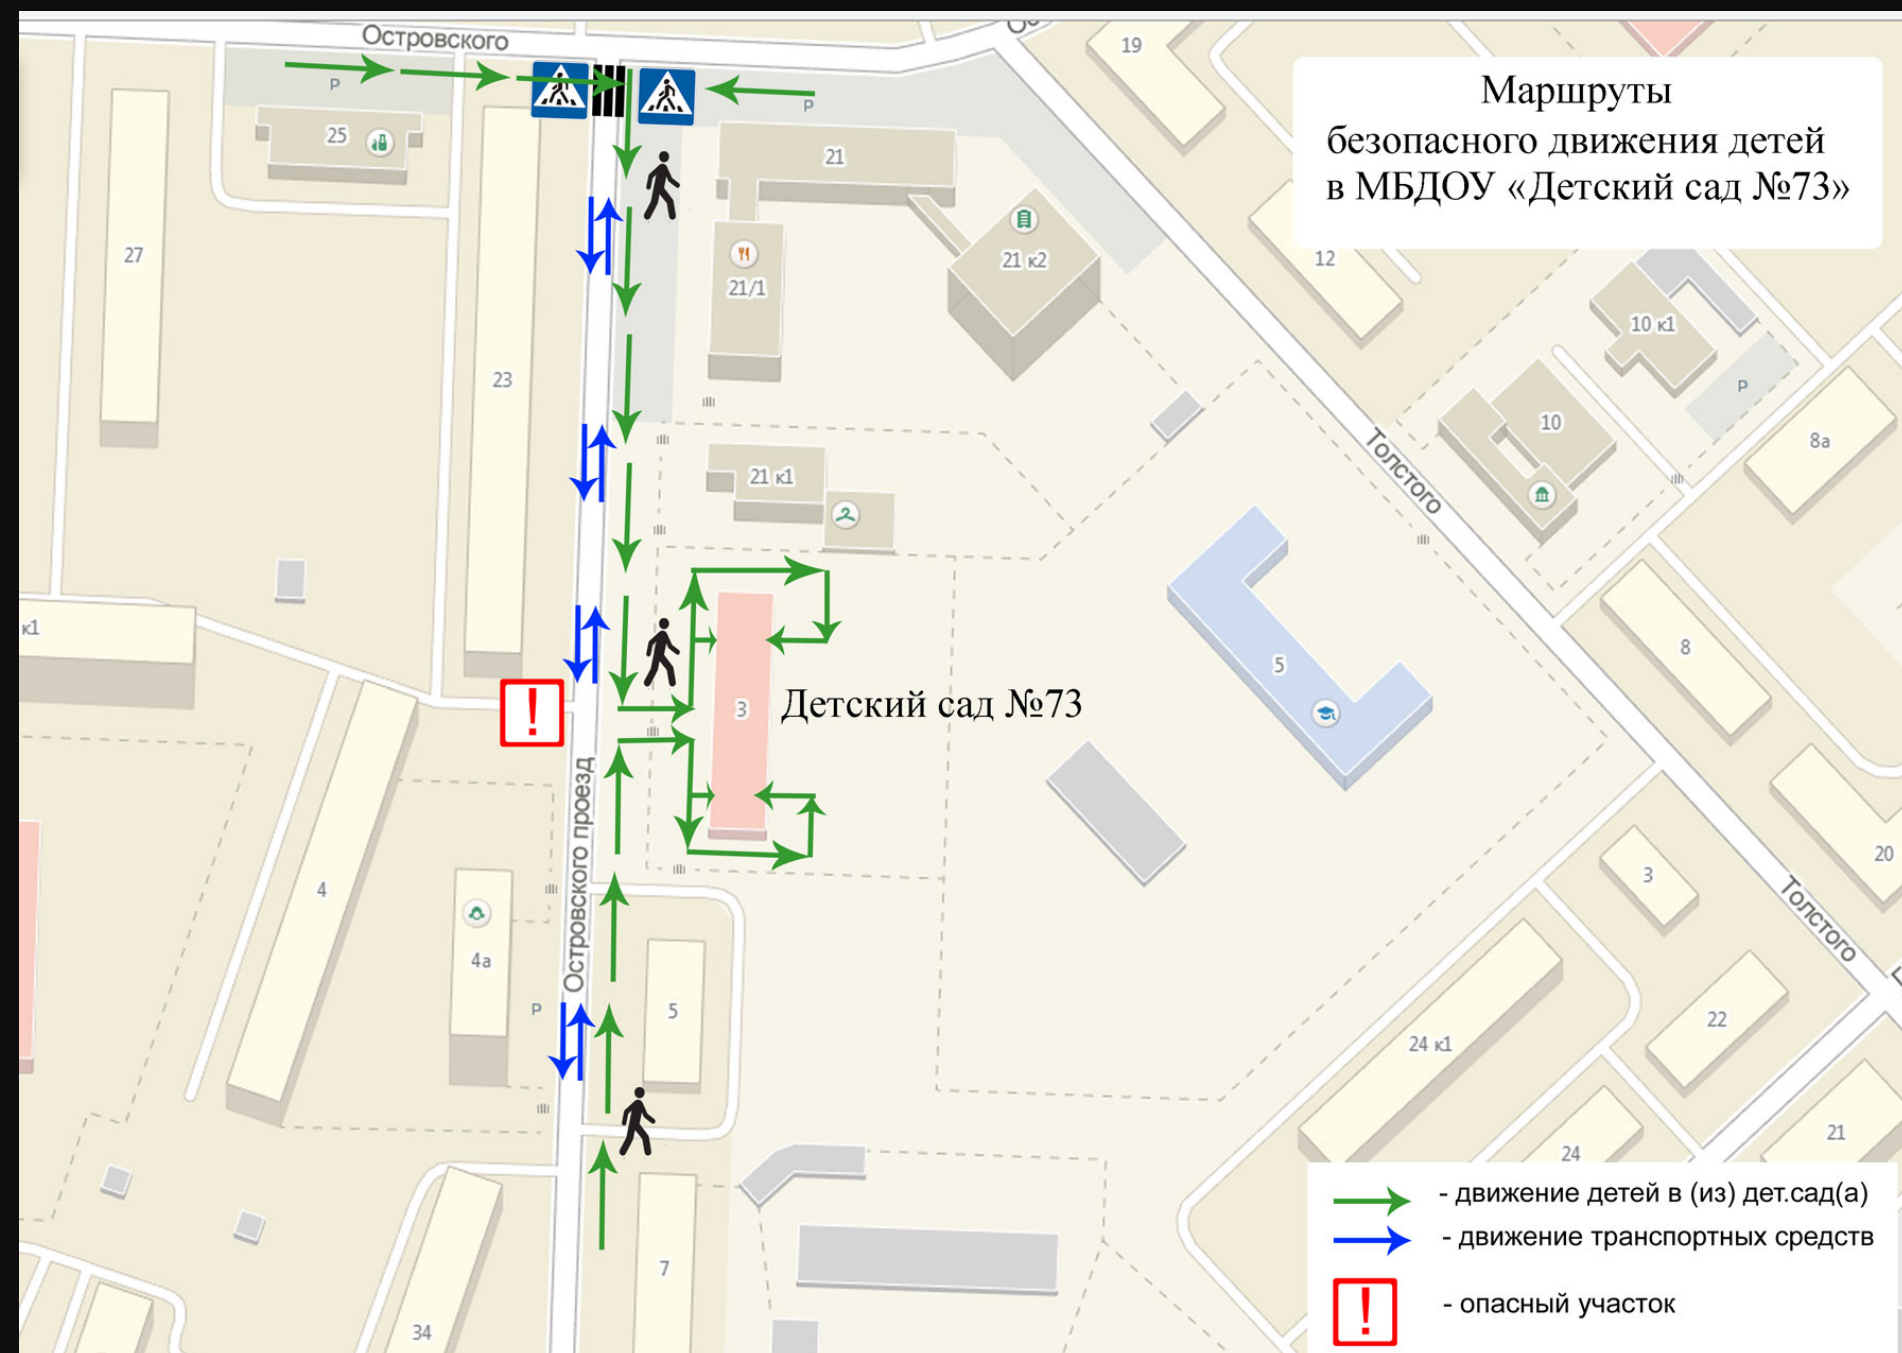 Островского
Маршруты
безопасного движения детей
в МБДОУ «Детский сад №73»
19
P
P
25
21
27
21/1
21 к2
12
10 к1
23
P
10
8а
21 к1
Толстого
к1
8
5
3
Детский сад №73
Островского проезд
4
3
20
Толстого
4а
P
5
24 к1
22
24
21
7
34
- движение детей в (из) дет.сад(а)
- движение транспортных средств
! - опасный участок
!